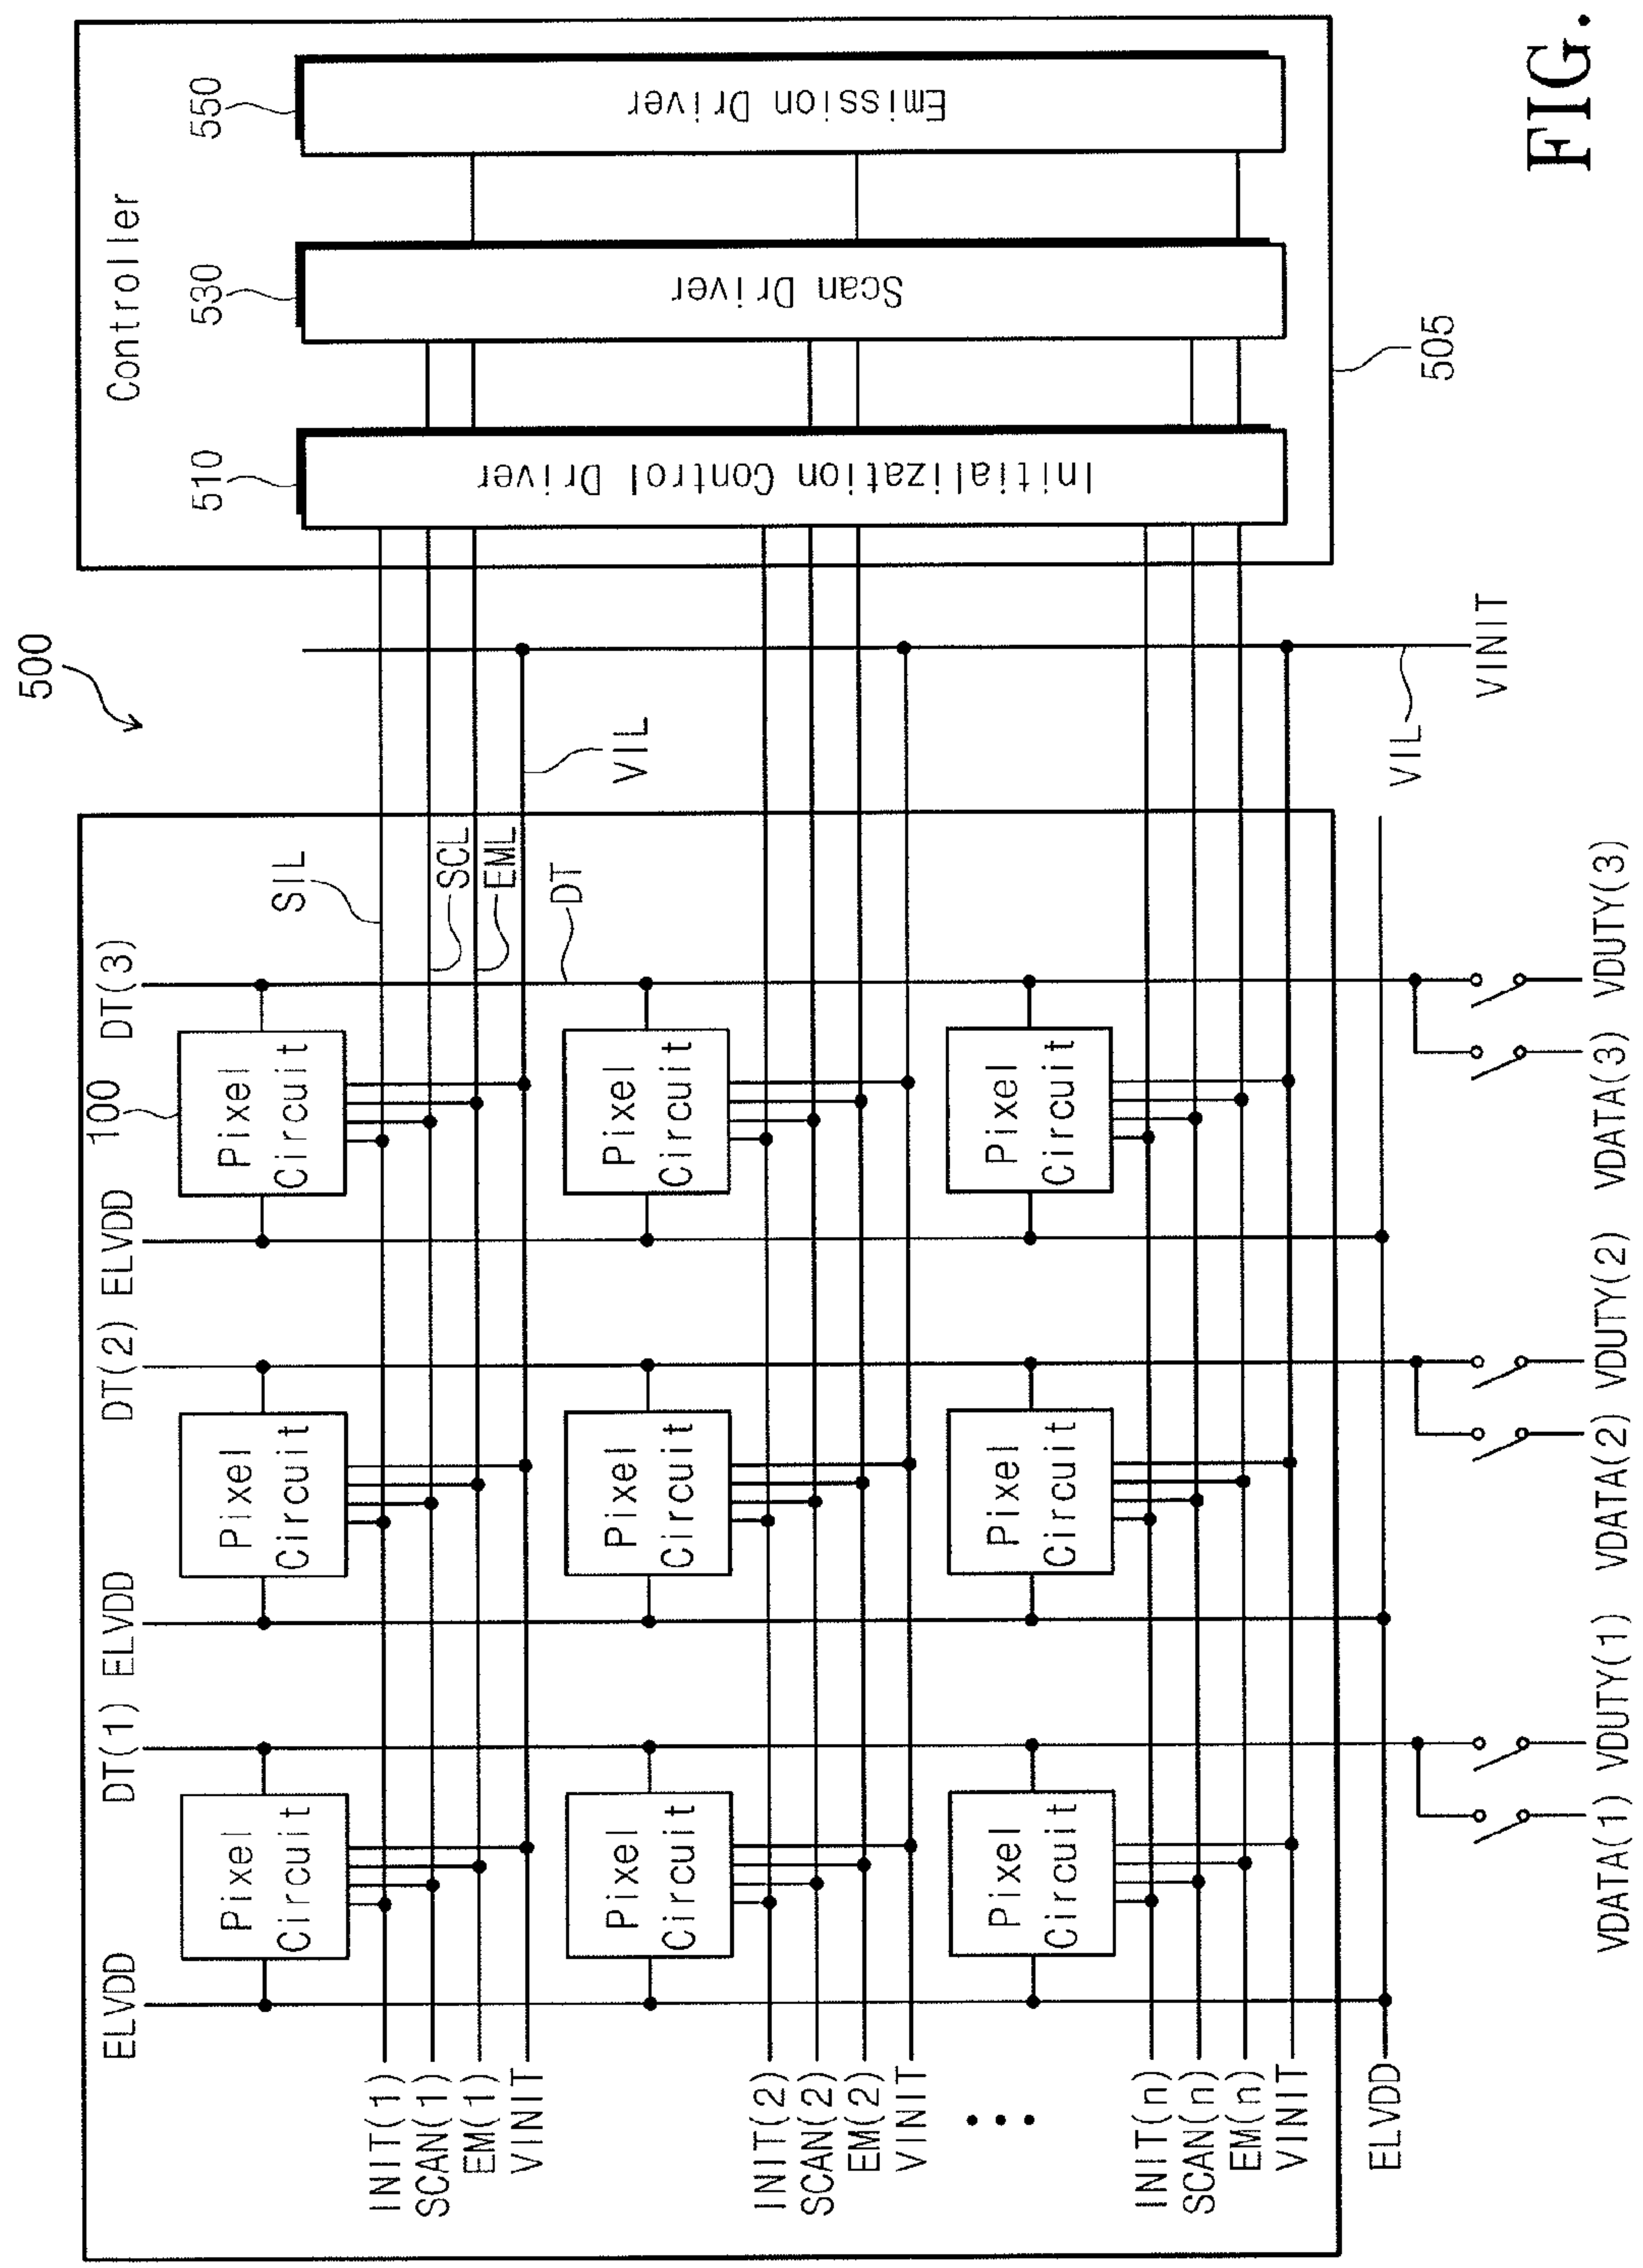 500
Controller
510
530
550
Initialization Control Driver
Scan Driver
Emission Driver
505
ELVDD
DT(1)
ELVDD
DT(2)
ELVDD
100
DT(3)
Pixel
Circuit
Pixel
Circuit
Pixel
Circuit
SIL
INIT(1)
SCAN(1)
SCL
EM(1)
EML
VINIT
DT
VIL
Pixel
Circuit
Pixel
Circuit
Pixel
Circuit
INIT(2)
SCAN(2)
EM(2)
VINIT
Pixel
Circuit
Pixel
Circuit
Pixel
Circuit
INIT(n)
SCAN(n)
EM(n)
VINIT
ELVDD
VIL
VINIT
VDATA(1)
VDUTY(1)
VDATA(2)
VDUTY(2)
VDATA(3)
VDUTY(3)
FIG.